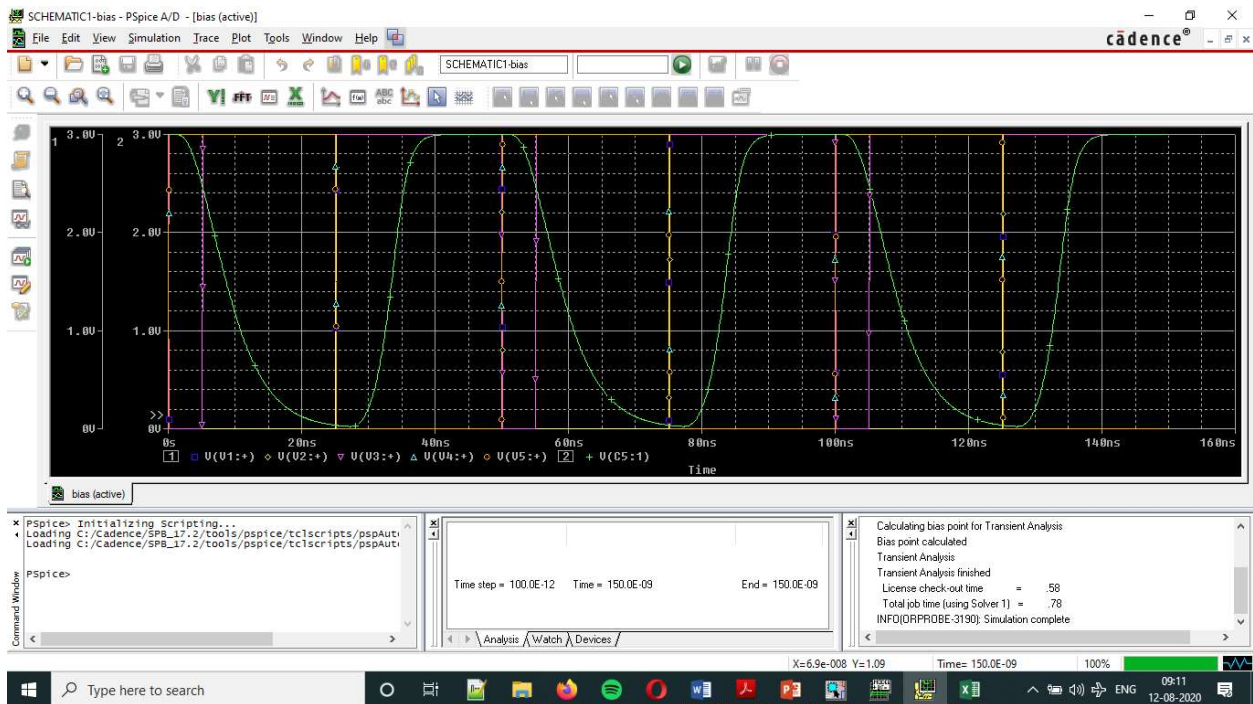 SCHEMATIC1-bias - PSpice A/D - [bias (active)]
File Edit View Simulation Trace Plot Tools Window Help
cādence®
SCHEMATIC1-bias
1 3.0V 2 3.0V
2.0V 2.0V
1.0V 1.0V
>>
0V 0V
0s 20ns 40ns 60ns 80ns 100ns 120ns 140ns 160ns
1 V(V1:+) V(V2:+) V(V3:+) V(V4:+) V(V5:+) 2 V(C5:1)
Time
bias (active)
PSpice> Initializing Scripting...
Loading C:/Cadence/SPB_17.2/tools/pspice/tclscripts/pspAut
Loading C:/Cadence/SPB_17.2/tools/pspice/tclscripts/pspAut
PSpice>
Command Window
Time step = 100.0E-12 Time = 150.0E-09 End = 150.0E-09
Analysis Watch Devices
Calculating bias point for Transient Analysis
Bias point calculated
Transient Analysis
Transient Analysis finished
License check-out time = .58
Total job time (using Solver 1) = .78
INFO(ORPROBE-3190): Simulation complete
X=6.9e-008 Y=1.09 Time= 150.0E-09 100%
Type here to search
ENG
09:11
12-08-2020